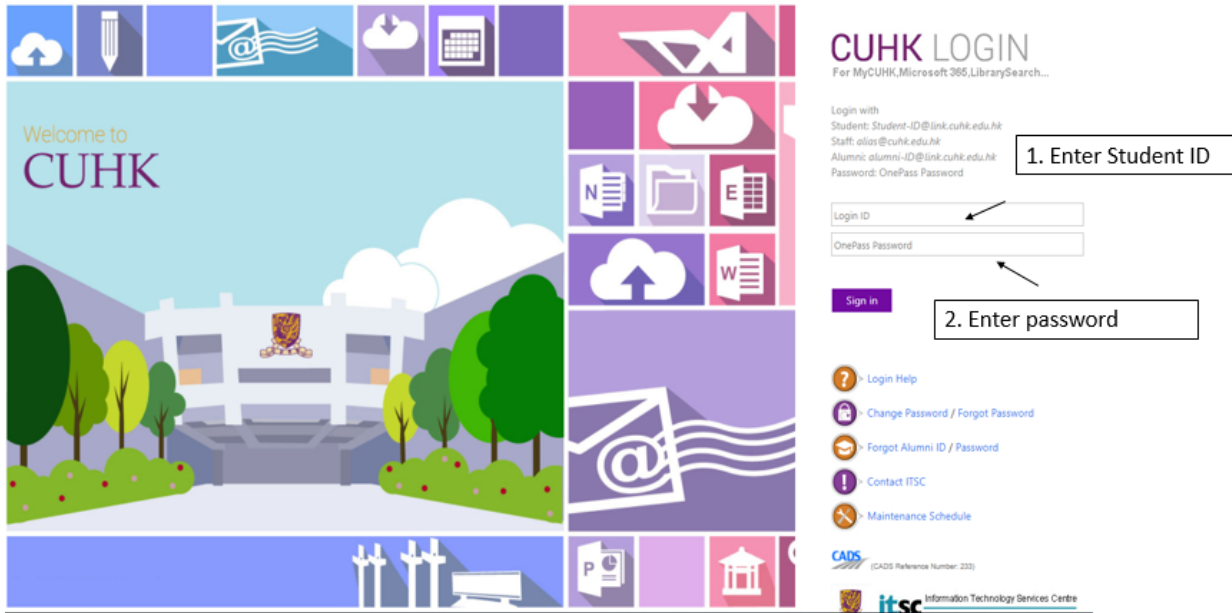 Welcome to
CUHK
@
N
E
W
@
P
CUHK LOGIN
For MyCUHK,Microsoft 365,LibrarySearch...
Login with
Student: Student-ID@link.cuhk.edu.hk
Staff: alias@cuhk.edu.hk
Alumni: alumni-ID@link.cuhk.edu.hk
Password: OnePass Password
1. Enter Student ID
Login ID
OnePass Password
Sign in
2. Enter password
? > Login Help
> Change Password / Forgot Password
> Forgot Alumni ID / Password
! > Contact ITSC
> Maintenance Schedule
CADS (CADS Reference Number: 233)
itsc Information Technology Services Centre